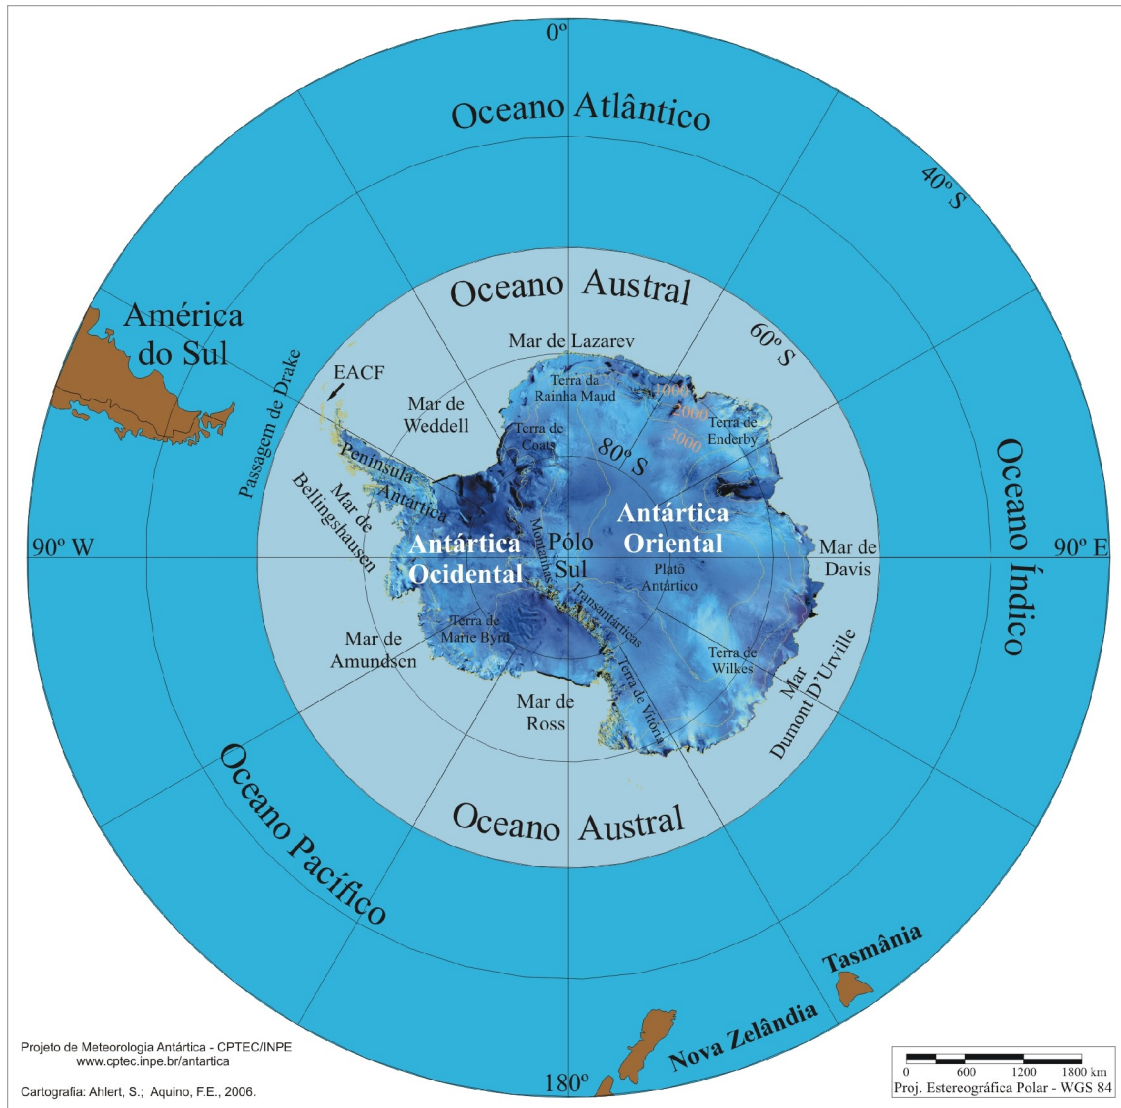 0º
Oceano Atlântico
40º S
Oceano Austral
60º S
América
do Sul
Passagem de Drake
EACF
Mar de Lazarev
Mar de
Weddell
Terra da
Rainha Maud
1000
2000
3000
Terra de
Enderby
Terra de
Coats
80º S
Península
Antártica
Mar de
Bellingshausen
Antártica
Ocidental
Antártica
Oriental
Pólo
Sul
Montanhas
Transantárticas
Platô
Antártico
Mar de
Davis
Oceano Índico
90º W
90º E
Terra de
Marie Byrd
Mar de
Amundsen
Terra de
Wilkes
Terra de Vitória
Mar
Dumont D'Urville
Mar de
Ross
Oceano Austral
Oceano Pacífico
Tasmânia
Nova Zelândia
180º
Projeto de Meteorologia Antártica - CPTEC/INPE
www.cptec.inpe.br/antartica
Cartografia: Ahlert, S.; Aquino, F.E., 2006.
0 600 1200 1800 km
Proj. Estereográfica Polar - WGS 84